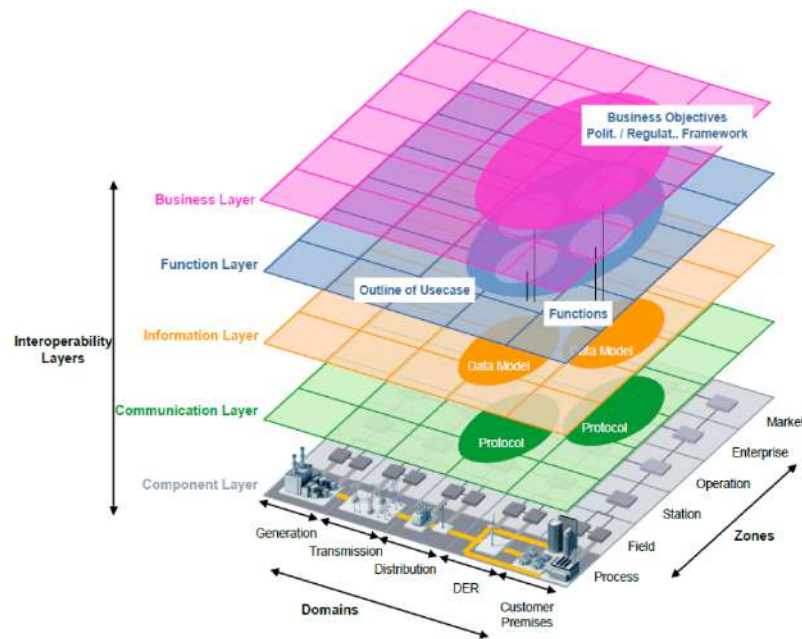 Business Objectives
Polit. / Regulat.. Framework
Business Layer
Function Layer
Outline of Usecase
Functions
Interoperability
Layers
Information Layer
Data Model
Data Model
Communication Layer
Protocol
Protocol
Component Layer
Market
Enterprise
Operation
Station
Field
Process
Zones
Generation
Transmission
Distribution
DER
Customer
Premises
Domains